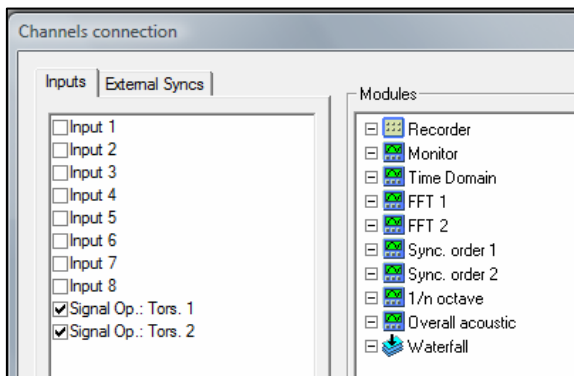 Channels connection
Inputs
External Syncs
Input 1
Input 2
Input 3
Input 4
Input 5
Input 6
Input 7
Input 8
Signal Op.: Tors. 1
Signal Op.: Tors. 2
Modules
Recorder
Monitor
Time Domain
FFT 1
FFT 2
Sync. order 1
Sync. order 2
1/n octave
Overall acoustic
Waterfall